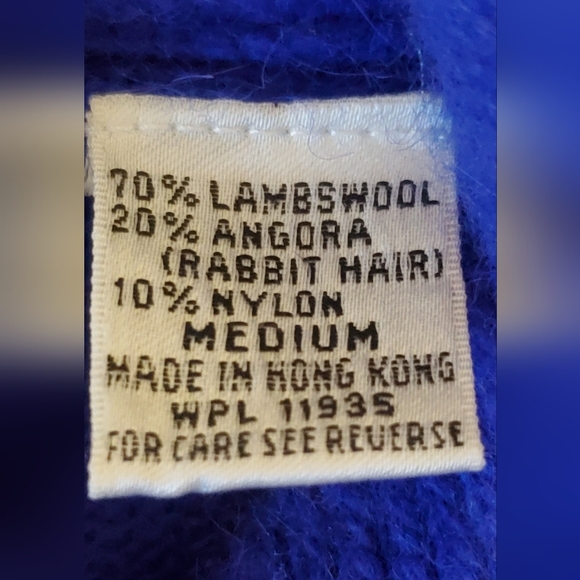 70% LAMBSWOOL
20% ANGORA
(RABBIT HAIR)
10% NYLON
MEDIUM
MADE IN HONG KONG
WPL 11935
FOR CARE SEE REVERSE